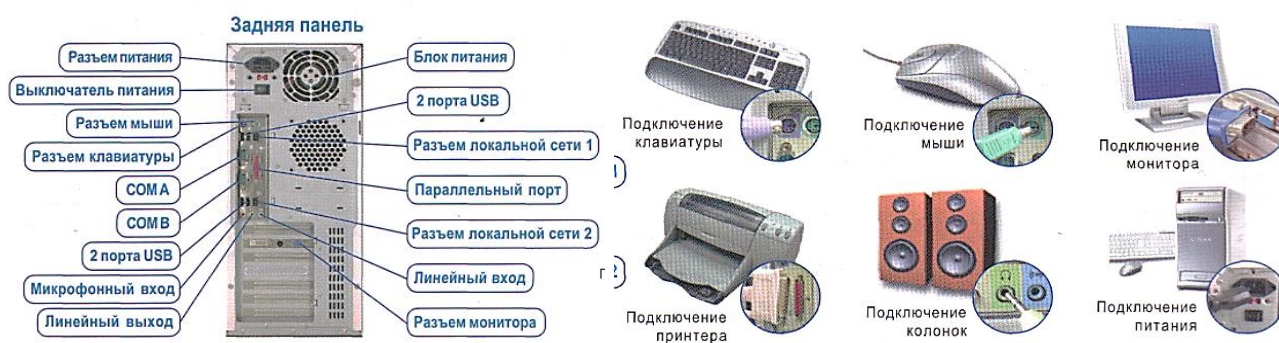 Задняя панель
Разъем питания
Выключатель питания
Разъем мыши
Разъем клавиатуры
COM A
COM B
2 порта USB
Микрофонный вход
Линейный выход
Блок питания
2 порта USB
Разъем локальной сети 1
Параллельный порт
Разъем локальной сети 2
Линейный вход
Разъем монитора
Подключение
клавиатуры
Подключение
мыши
Подключение
монитора
Подключение
принтера
Подключение
колонок
Подключение
питания